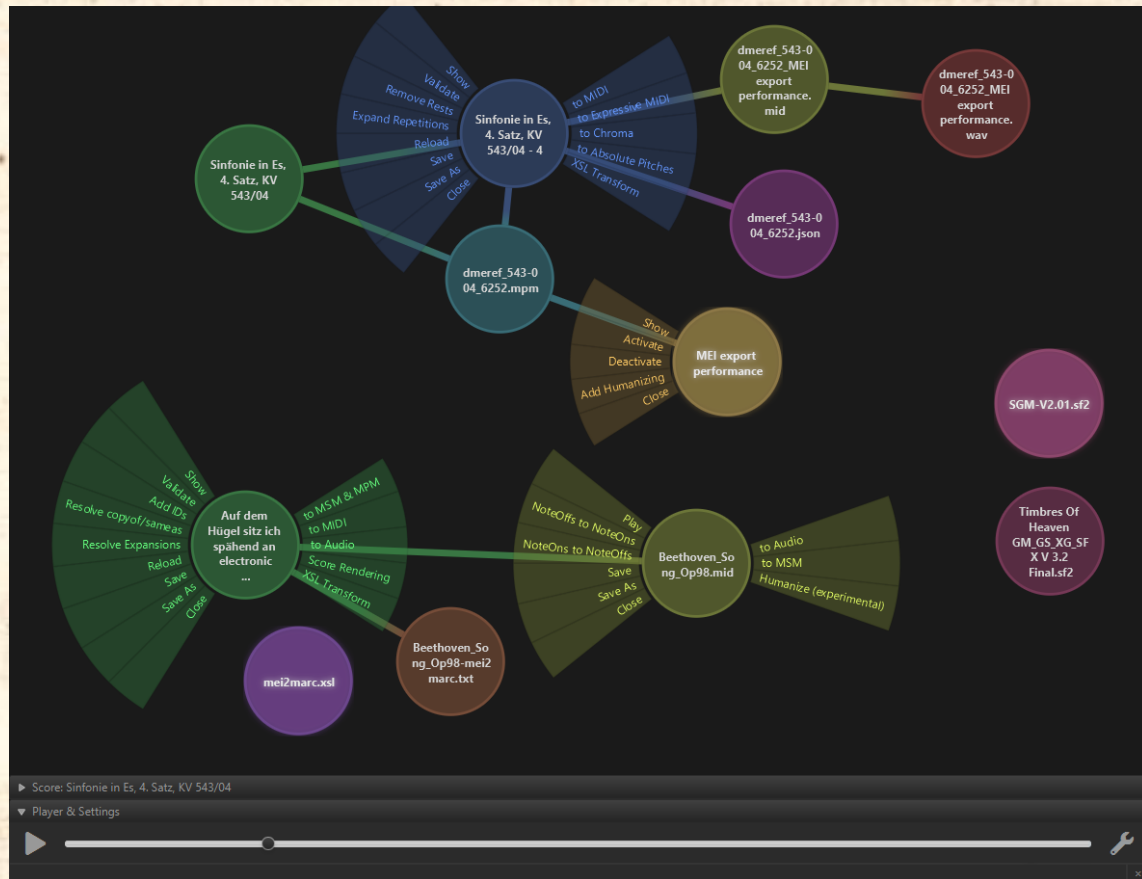 Show
Validate
Remove Rests
Expand Repetitions
Reload
Save
Save As
Close
Sinfonie in Es,
4. Satz, KV
543/04 - 4
to MIDI
to Expressive MIDI
to Chroma
to Absolute Pitches
XSL Transform
dmeref_543-0
04_6252_MEI
export
performance.
mid
dmeref_543-0
04_6252_MEI
export
performance.
wav
Sinfonie in Es,
4. Satz, KV
543/04
dmeref_543-0
04_6252.json
dmeref_543-0
04_6252.mpm
Show
Activate
Deactivate
Add Humanizing
Close
MEI export
performance
SGM-V2.01.sf2
Timbres Of
Heaven
GM_GS_XG_SF
X V 3.2
Final.sf2
Show
Validate
Add IDs
Resolve copyof/sameas
Resolve Expansions
Reload
Save
Save As
Close
Auf dem
Hügel sitz ich
spähend an
electronic
...
to MSM & MPM
to MIDI
to Audio
Score Rendering
XSL Transform
Play
NoteOffs to NoteOns
NoteOns to NoteOffs
Save
Save As
Close
Beethoven_So
ng_Op98.mid
to Audio
to MSM
Humanize (experimental)
mei2marc.xsl
Beethoven_So
ng_Op98-mei2
marc.txt
Score: Sinfonie in Es, 4. Satz, KV 543/04
Player & Settings